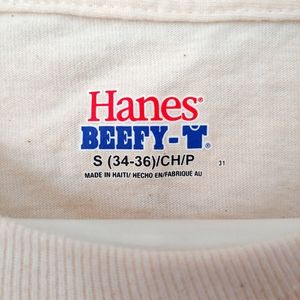 Hanes®
BEEFY-T®
S (34-36)/CH/P
31
MADE IN HAITI/ HECHO EN/FABRIQUÉ AU